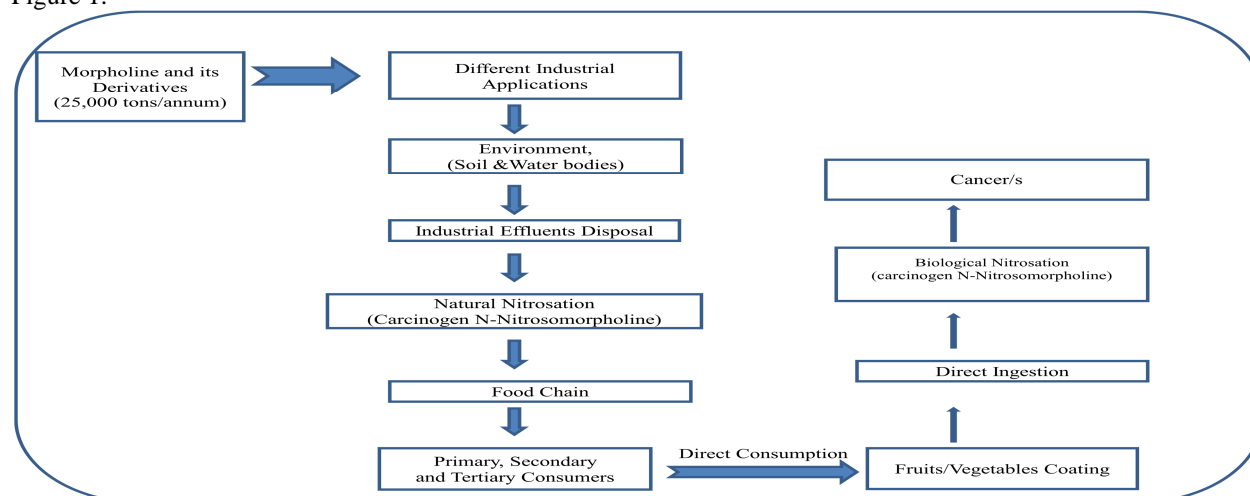 Figure 1.
Morpholine and its
Derivatives
(25,000 tons/annum)
Different Industrial
Applications
Environment,
(Soil &Water bodies)
Industrial Effluents Disposal
Natural Nitrosation
(Carcinogen N-Nitrosomorpholine)
Food Chain
Primary, Secondary
and Tertiary Consumers
Direct Consumption
Fruits/Vegetables Coating
Direct Ingestion
Biological Nitrosation
(carcinogen N-Nitrosomorpholine)
Cancer/s